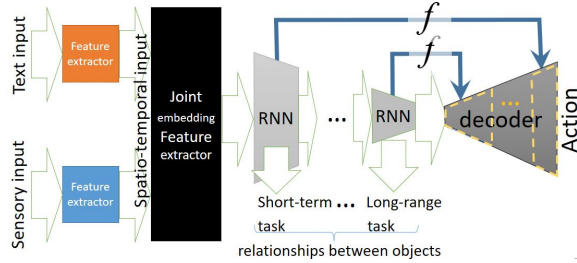 Text input
Feature
extractor
Sensory input
Feature
extractor
Spatio-temporal input
Joint
embedding
Feature
extractor
RNN
...
RNN
f
f
...
decoder
Action
Short-term ... Long-range
task task
relationships between objects